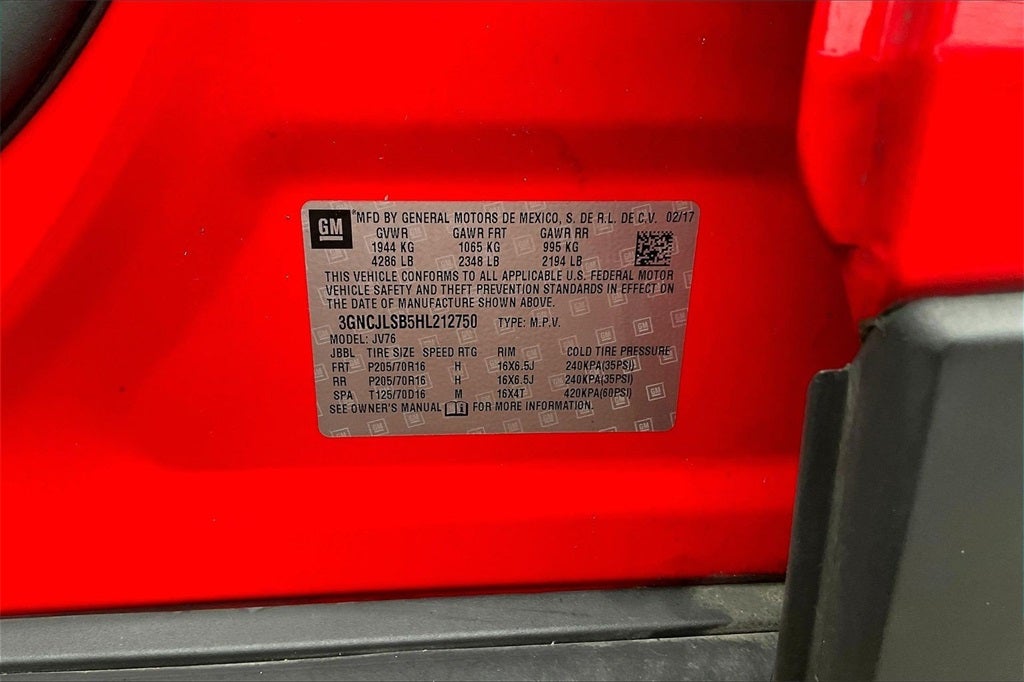 GM ® MFD BY GENERAL MOTORS DE MEXICO, S. DE R.L. DE C.V. 02/17
GVWR GAWR FRT GAWR RR
1944 KG 1065 KG 995 KG
4286 LB 2348 LB 2194 LB
THIS VEHICLE CONFORMS TO ALL APPLICABLE U.S. FEDERAL MOTOR
VEHICLE SAFETY AND THEFT PREVENTION STANDARDS IN EFFECT ON
THE DATE OF MANUFACTURE SHOWN ABOVE.
3GNCJLSB5HL212750 TYPE: M.P.V.
MODEL: JV76
JBBL TIRE SIZE SPEED RTG RIM COLD TIRE PRESSURE
FRT P205/70R16 H 16X6.5J 240KPA(35PSI)
RR P205/70R16 H 16X6.5J 240KPA(35PSI)
SPA T125/70D16 M 16X4T 420KPA(60PSI)
SEE OWNER'S MANUAL FOR MORE INFORMATION.